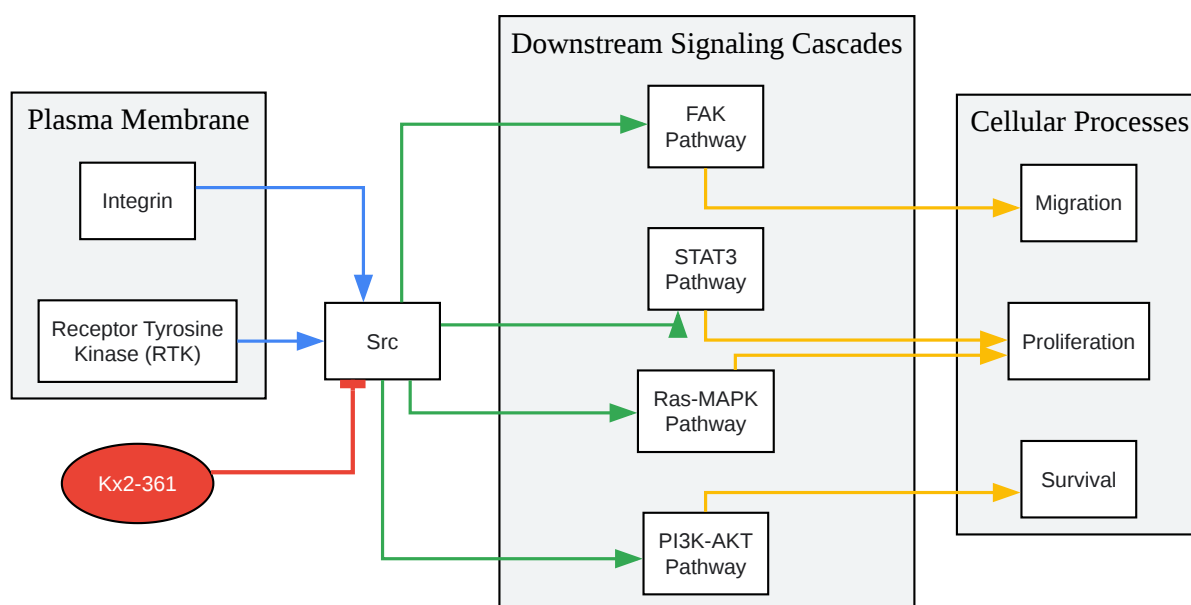 Plasma Membrane
Integrin
Receptor Tyrosine
Kinase (RTK)
Kx2-361
Src
Downstream Signaling Cascades
FAK
Pathway
STAT3
Pathway
Ras-MAPK
Pathway
PI3K-AKT
Pathway
Cellular Processes
Migration
Proliferation
Survival